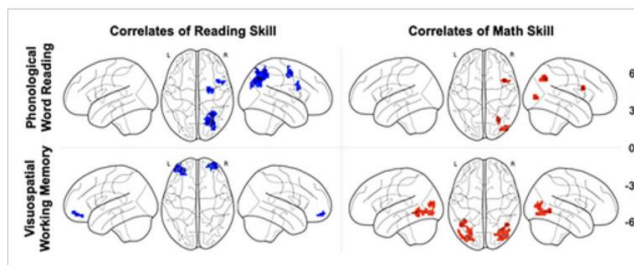 Correlates of Reading Skill
Correlates of Math Skill
Phonological
Word Reading
L
R
L
R
6
3
0
Visuospatial
Working Memory
L
R
L
R
-3
-6